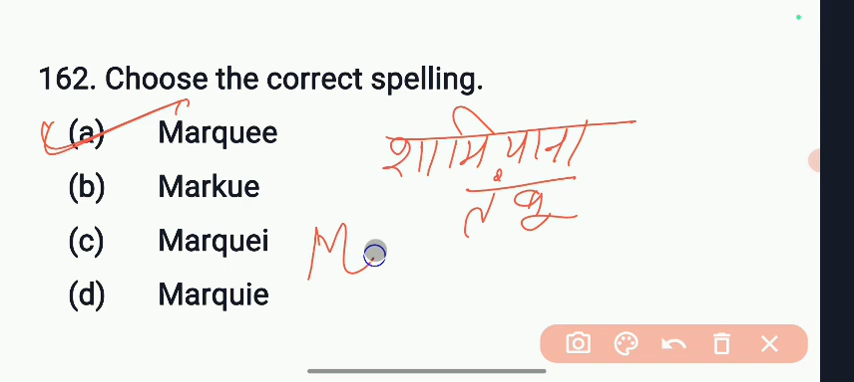 162. Choose the correct spelling.
(a) Marquee
(b) Markue
(c) Marquei
(d) Marquie
शामियाना
तंबू
M